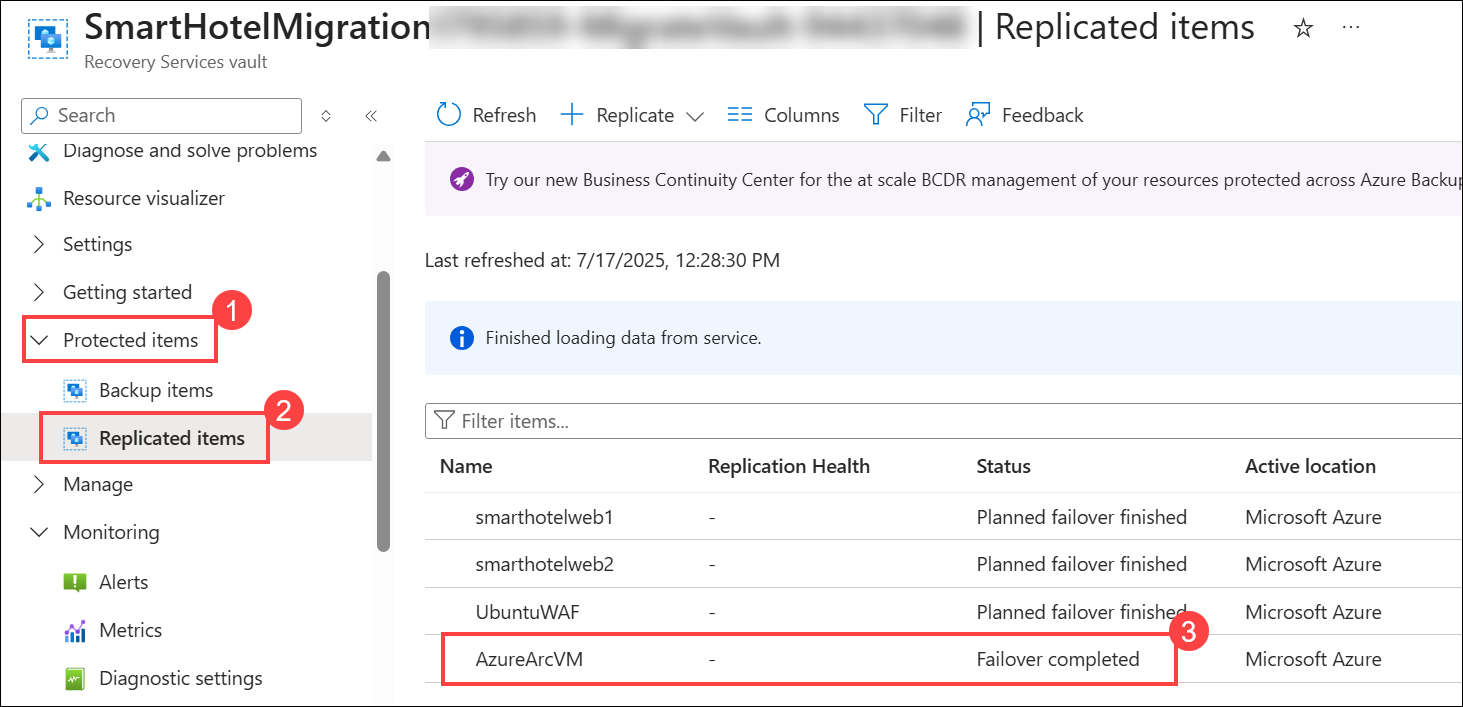 SmartHotelMigration | Replicated items
Recovery Services vault
Search
Refresh Replicate Columns Filter Feedback
Diagnose and solve problems
Resource visualizer
Settings
Getting started
Protected items
1
Backup items
Replicated items
2
Manage
Monitoring
Alerts
Metrics
Diagnostic settings
Try our new Business Continuity Center for the at scale BCDR management of your resources protected across Azure Backup
Last refreshed at: 7/17/2025, 12:28:30 PM
Finished loading data from service.
Filter items...
Name Replication Health Status Active location
smarthotelweb1 - Planned failover finished Microsoft Azure
smarthotelweb2 - Planned failover finished Microsoft Azure
UbuntuWAF - Planned failover finished Microsoft Azure
3
AzureArcVM - Failover completed Microsoft Azure